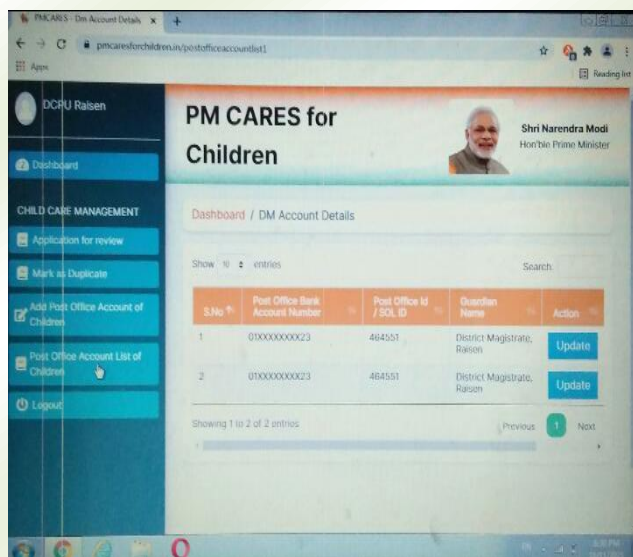 PMCARES - Dm Account Details
pmcaresforchildren.in/postofficeaccountlist1
Apps
Reading list
DCPU Raisen
PM CARES for
Children
Shri Narendra Modi
Hon'ble Prime Minister
Dashboard
CHILD CARE MANAGEMENT
Application for review
Mark as Duplicate
Add Post Office Account of
Children
Post Office Account List of
Children
Logout
Dashboard / DM Account Details
Show 10 entries
Search:
S.No
Post Office Bank
Account Number
Post Office Id
/ SOL ID
Guardian
Name
Action
1 01XXXXXXXX23 464551 District Magistrate,
Raisen
Update
2 01XXXXXXXX23 464551 District Magistrate,
Raisen
Update
Showing 1 to 2 of 2 entries
Previous 1 Next
EN